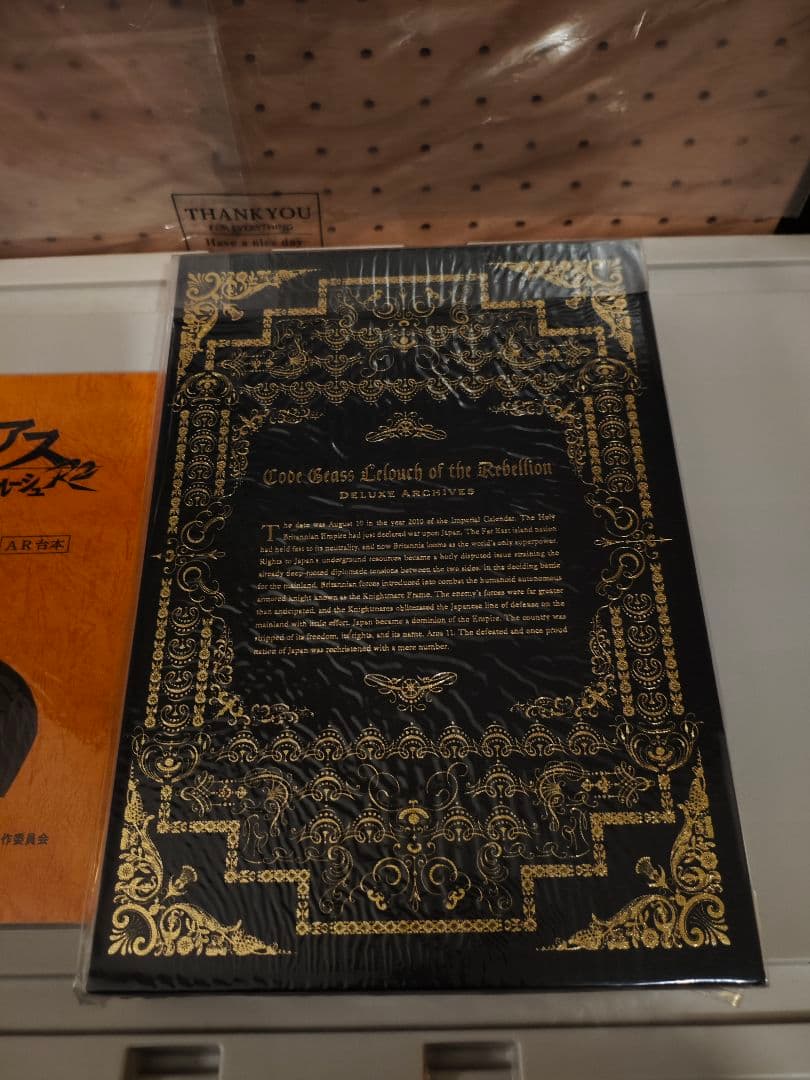 THANK YOU
FOR EVERYTHING
Have a nice day
アス
ルーシュ R2
AR台本
作委員会
Code Geass Lelouch of the Rebellion
DELUXE ARCHIVES
The date was August 10 in the year 2010 of the Imperial Calendar. The Holy
Britannian Empire had just declared war upon Japan. The Far East island nation
had held fast to its neutrality, and now Britannia looms as the world's only superpower.
Rights to Japan's underground resources became a hotly disputed issue straining the
already deep-rooted diplomatic tensions between the two sides. In the deciding battle
for the mainland, Britannian forces introduced into combat the humanoid autonomous
armored knight known as the Knightmare Frame. The enemy's forces were far greater
than anticipated, and the Knightmares obliterated the Japanese line of defense on the
mainland with little effort. Japan became a dominion of the Empire. The country was
stripped of its freedom, its rights, and its name. Area 11. The defeated and once proud
nation of Japan was rechristened with a mere number.